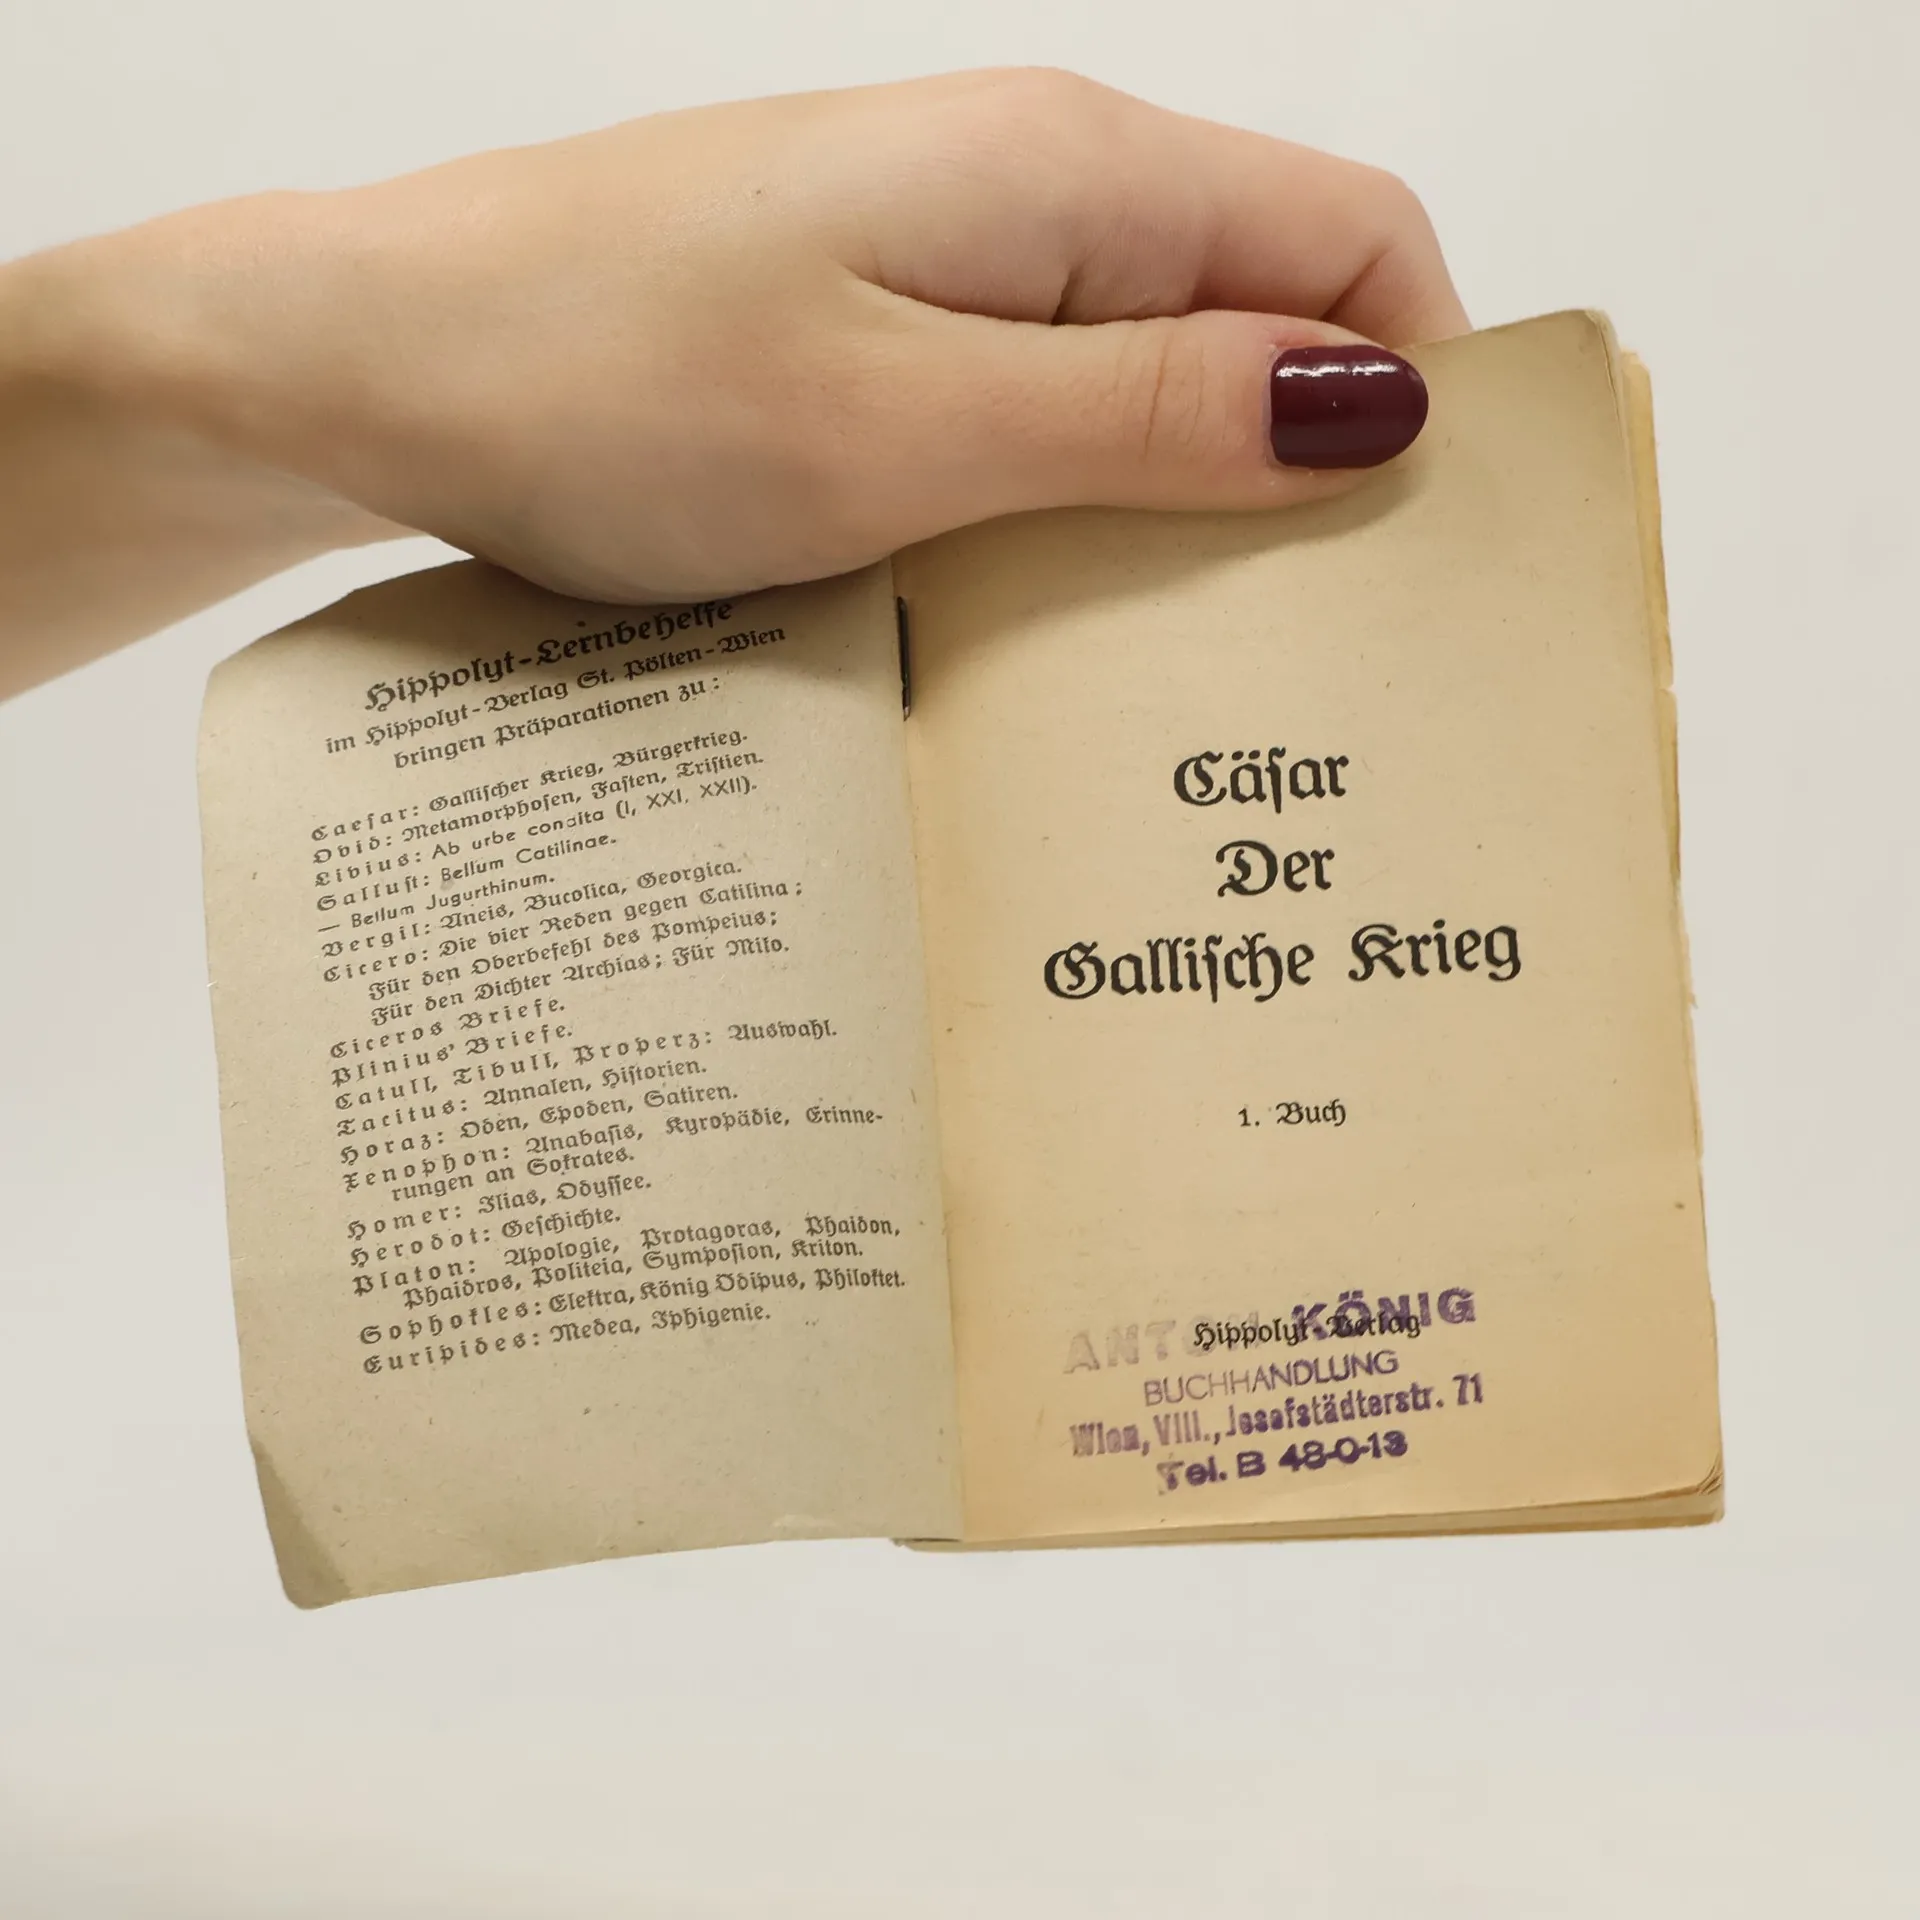 Hippolyt-Lernbehelfe
im Hippolyt-Verlag St. Pölten-Wien
bringen Präparationen zu:
Caeſar: Galliſcher Krieg, Bürgerkrieg.
Ovid: Metamorphoſen, Faſten, Triſtien.
Livius: Ab urbe condita (I, XXI, XXII).
Salluſt: Bellum Catilinae.
— Bellum Jugurthinum.
Vergil: Äneis, Bucolica, Georgica.
Cicero: Die vier Reden gegen Catilina;
Für den Oberbefehl des Pompeius;
Für den Dichter Archias; Für Milo.
Ciceros Briefe.
Plinius' Briefe.
Catull, Tibull, Properz: Auswahl.
Tacitus: Annalen, Hiſtorien.
Horaz: Oden, Epoden, Satiren.
Xenophon: Anabaſis, Kyropädie, Erinne-
rungen an Sokrates.
Homer: Ilias, Odyſſee.
Herodot: Geſchichte.
Platon: Apologie, Protagoras, Phaidon,
Phaidros, Politeia, Sympoſion, Kriton.
Sophokles: Elektra, König Ödipus, Philoktet.
Euripides: Medea, Iphigenie.
Cäſar
Der
Galliſche Krieg
1. Buch
Hippolyt-Verlag
ANTON KÖNIG
BUCHHANDLUNG
Wien, VIII., Josefstädterstr. 71
Tel. B 48-0-13